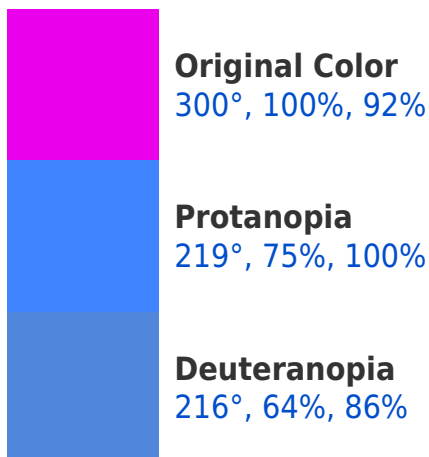 Original Color
300°, 100%, 92%
Protanopia
219°, 75%, 100%
Deuteranopia
216°, 64%, 86%